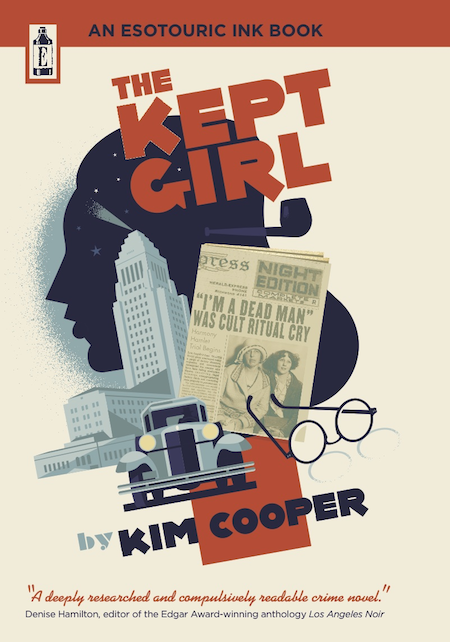 AN ESOTOURIC INK BOOK
E
THE
KEPT
GIRL
press
NIGHT
EDITION
"I'M A DEAD MAN"
WAS CULT RITUAL CRY
by KIM COOPER
"A deeply researched and compulsively readable crime novel."
Denise Hamilton, editor of the Edgar Award-winning anthology Los Angeles Noir